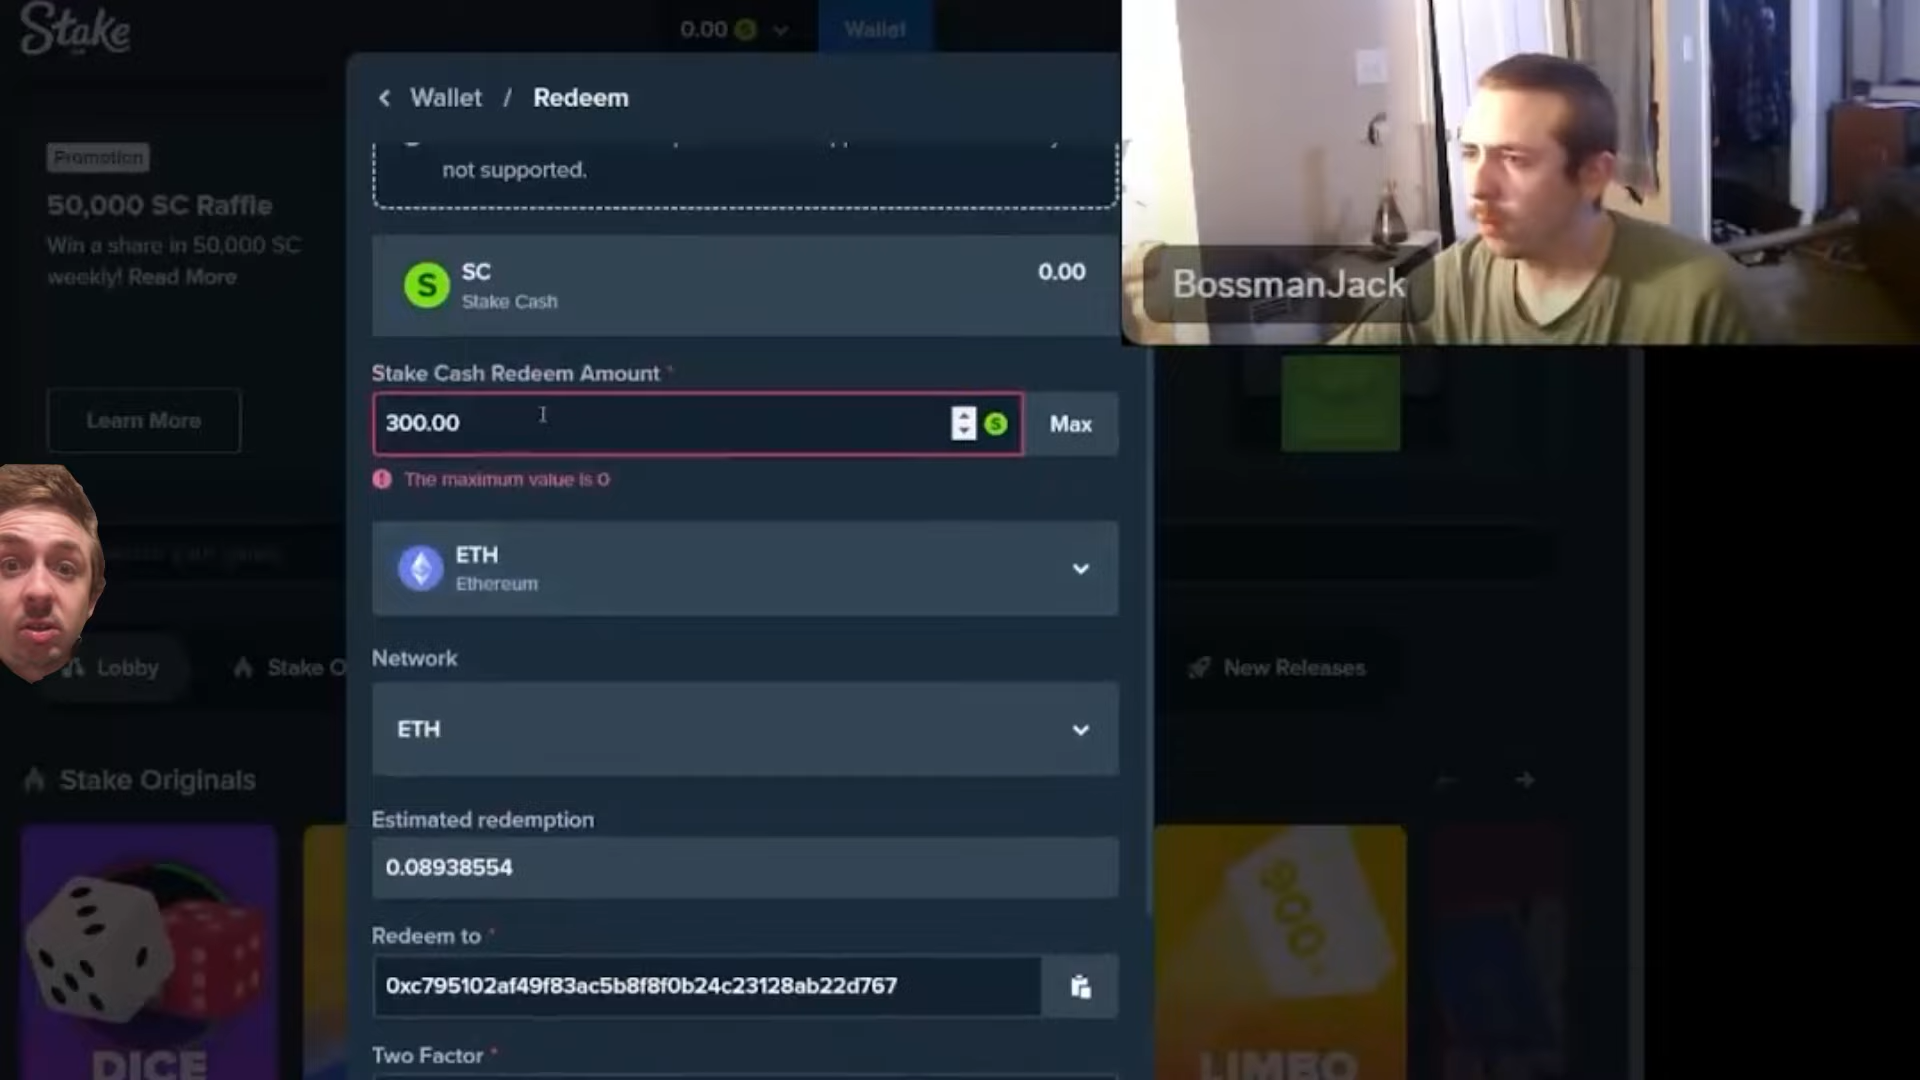 Stake
0.00
Wallet
Wallet / Redeem
Promotion
50,000 SC Raffle
Win a share in 50,000 SC
weekly! Read More
Learn More
not supported.
SC
Stake Cash
0.00
Stake Cash Redeem Amount *
300.00
S
Max
The maximum value is 0
ETH
Ethereum
Network
ETH
Estimated redemption
0.08938554
Redeem to *
0xc795102af49f83ac5b8f8f0b24c23128ab22d767
Two Factor *
BossmanJack
Lobby
Stake O
New Releases
Stake Originals
DICE
900
LIMBO